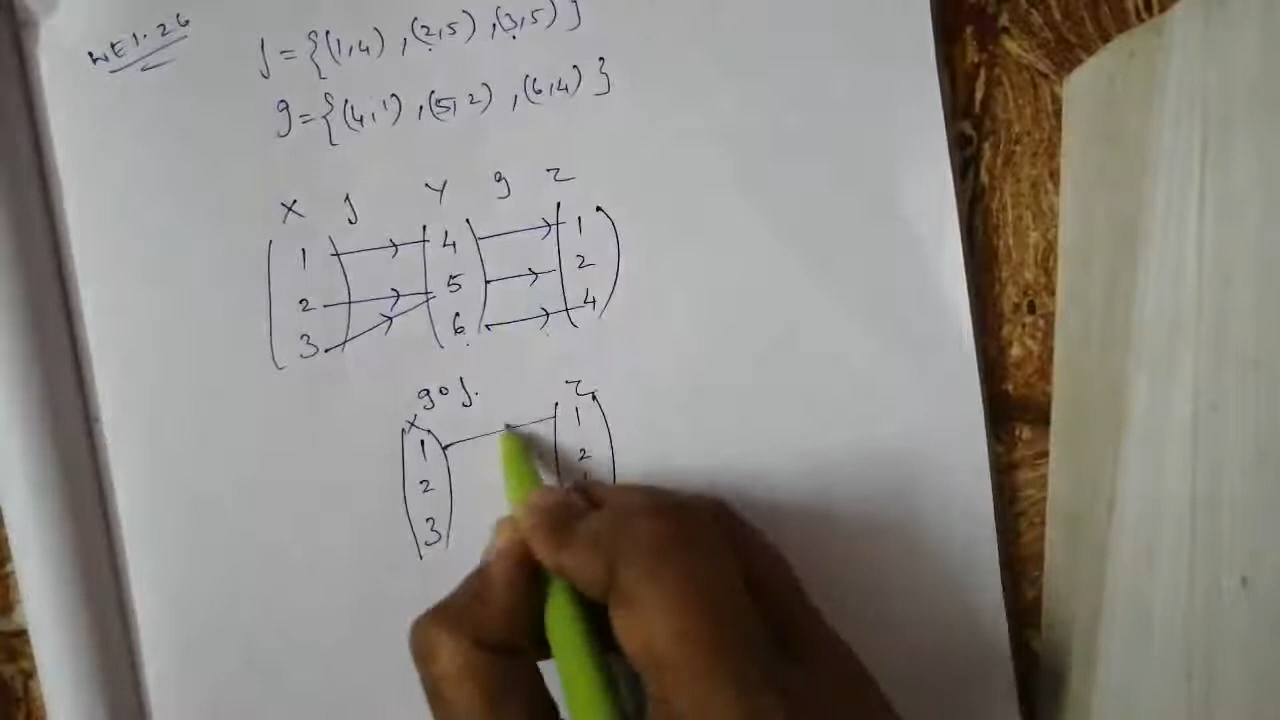 WE 1.26
f = {(1,4), (2,5), (3,5)}
g = {(4,1), (5,2), (6,4)}
X f Y g Z
1 4 1
2 5 2
3 6 4
g o f.
X Z
1 1
2 2
3